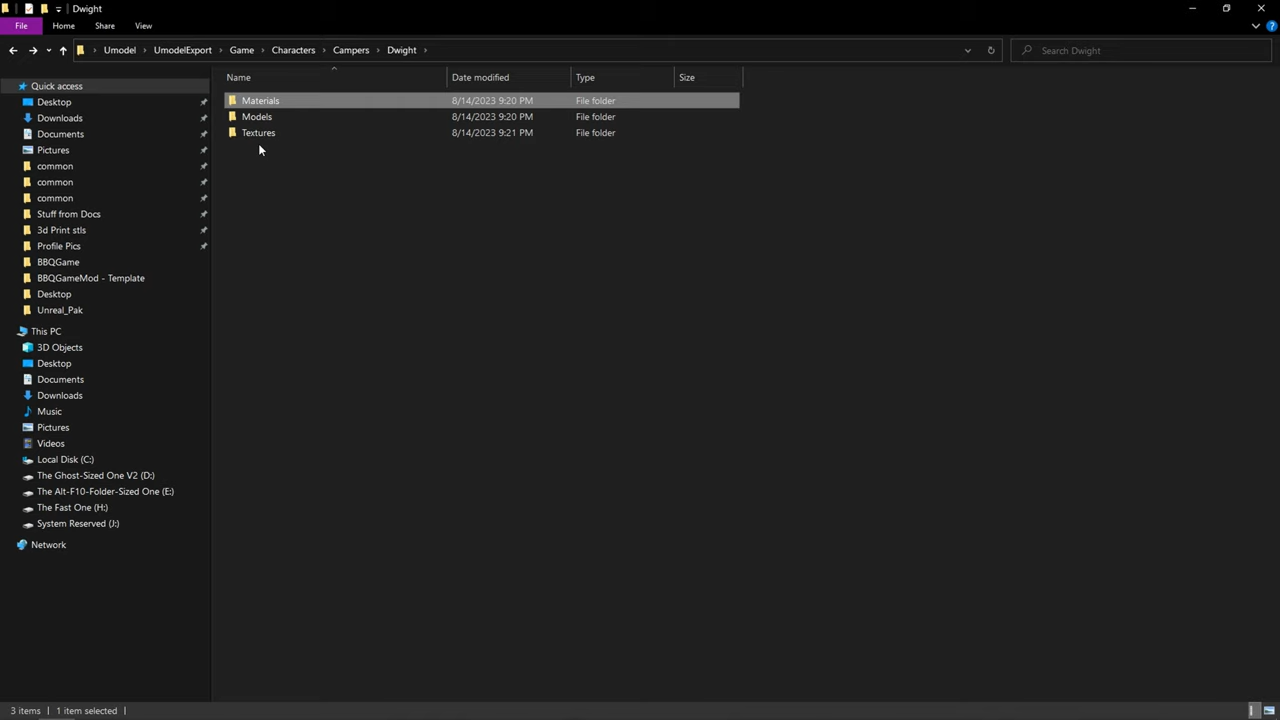 Dwight
File Home Share View
Umodel UmodelExport Game Characters Campers Dwight Search Dwight
Name Date modified Type Size
Quick access
Desktop
Downloads
Documents
Pictures
common
common
common
Stuff from Docs
3d Print stls
Profile Pics
BBQGame
BBQGameMod - Template
Desktop
Unreal_Pak
This PC
3D Objects
Desktop
Documents
Downloads
Music
Pictures
Videos
Local Disk (C:)
The Ghost-Sized One V2 (D:)
The Alt-F10-Folder-Sized One (E:)
The Fast One (H:)
System Reserved (J:)
Network
Materials 8/14/2023 9:20 PM File folder
Models 8/14/2023 9:20 PM File folder
Textures 8/14/2023 9:21 PM File folder
3 items 1 item selected